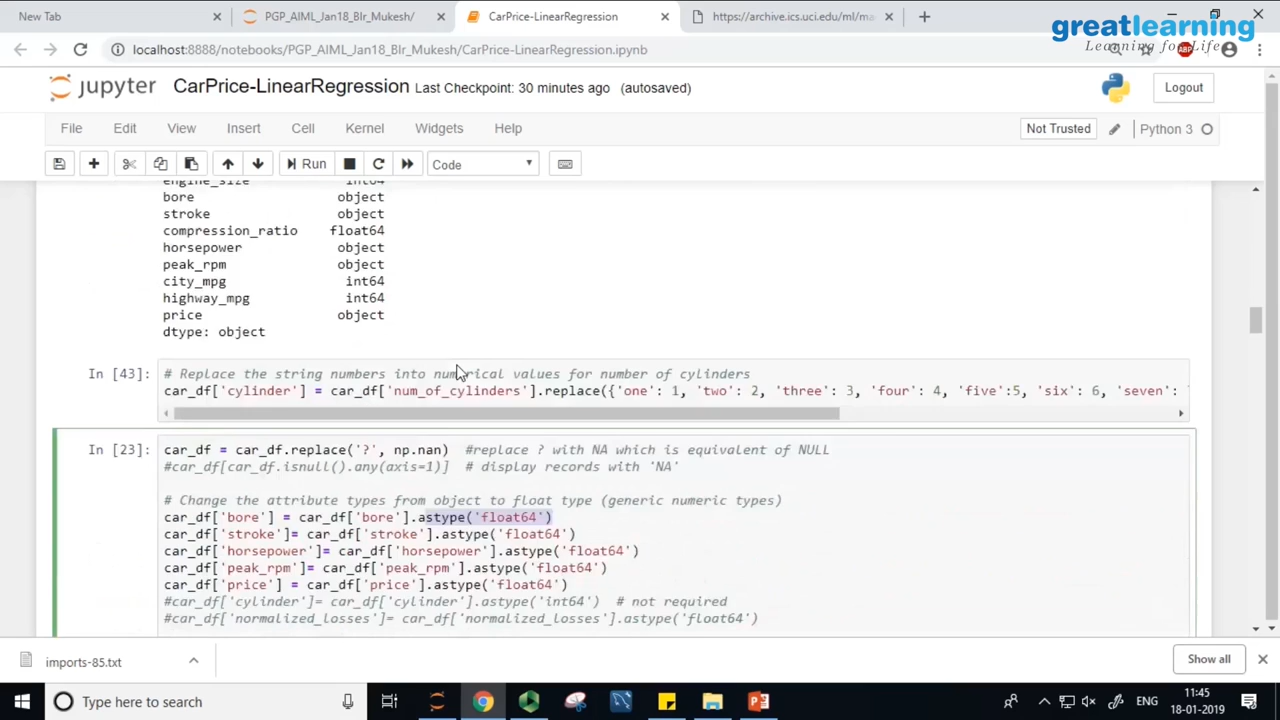 New Tab
PGP_AIML_Jan18_Blr_Mukesh/
CarPrice-LinearRegression
https://archive.ics.uci.edu/ml/ma
greatlearning
Learning for Life
localhost:8888/notebooks/PGP_AIML_Jan18_Blr_Mukesh/CarPrice-LinearRegression.ipynb
ABP
jupyter CarPrice-LinearRegression Last Checkpoint: 30 minutes ago (autosaved)
Logout
File Edit View Insert Cell Kernel Widgets Help
Not Trusted
Python 3
Run
Code
engine_size int64
bore object
stroke object
compression_ratio float64
horsepower object
peak_rpm object
city_mpg int64
highway_mpg int64
price object
dtype: object
In [43]:
# Replace the string numbers into numerical values for number of cylinders
car_df['cylinder'] = car_df['num_of_cylinders'].replace({'one': 1, 'two': 2, 'three': 3, 'four': 4, 'five':5, 'six': 6, 'seven':
In [23]:
car_df = car_df.replace('?', np.nan) #replace ? with NA which is equivalent of NULL
#car_df[car_df.isnull().any(axis=1)] # display records with 'NA'
# Change the attribute types from object to float type (generic numeric types)
car_df['bore'] = car_df['bore'].astype('float64')
car_df['stroke']= car_df['stroke'].astype('float64')
car_df['horsepower']= car_df['horsepower'].astype('float64')
car_df['peak_rpm']= car_df['peak_rpm'].astype('float64')
car_df['price'] = car_df['price'].astype('float64')
#car_df['cylinder']= car_df['cylinder'].astype('int64') # not required
#car_df['normalized_losses']= car_df['normalized_losses'].astype('float64')
imports-85.txt
Show all
Type here to search
ENG
11:45
18-01-2019